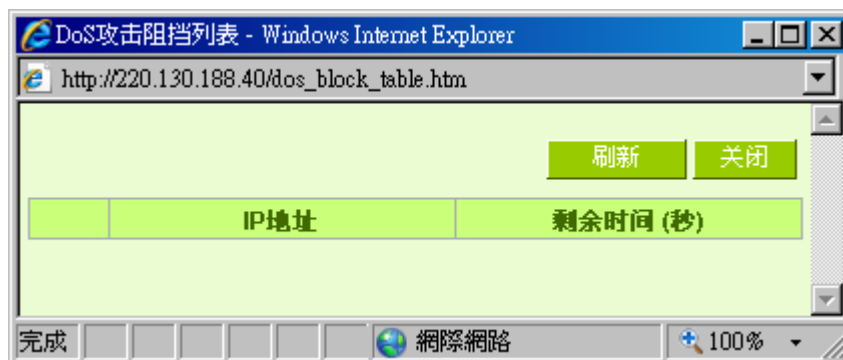 DoS攻击阻挡列表 - Windows Internet Explorer
http://220.130.188.40/dos_block_table.htm
刷新 关闭
IP地址 剩余时间 (秒)
完成 網際網路 100%